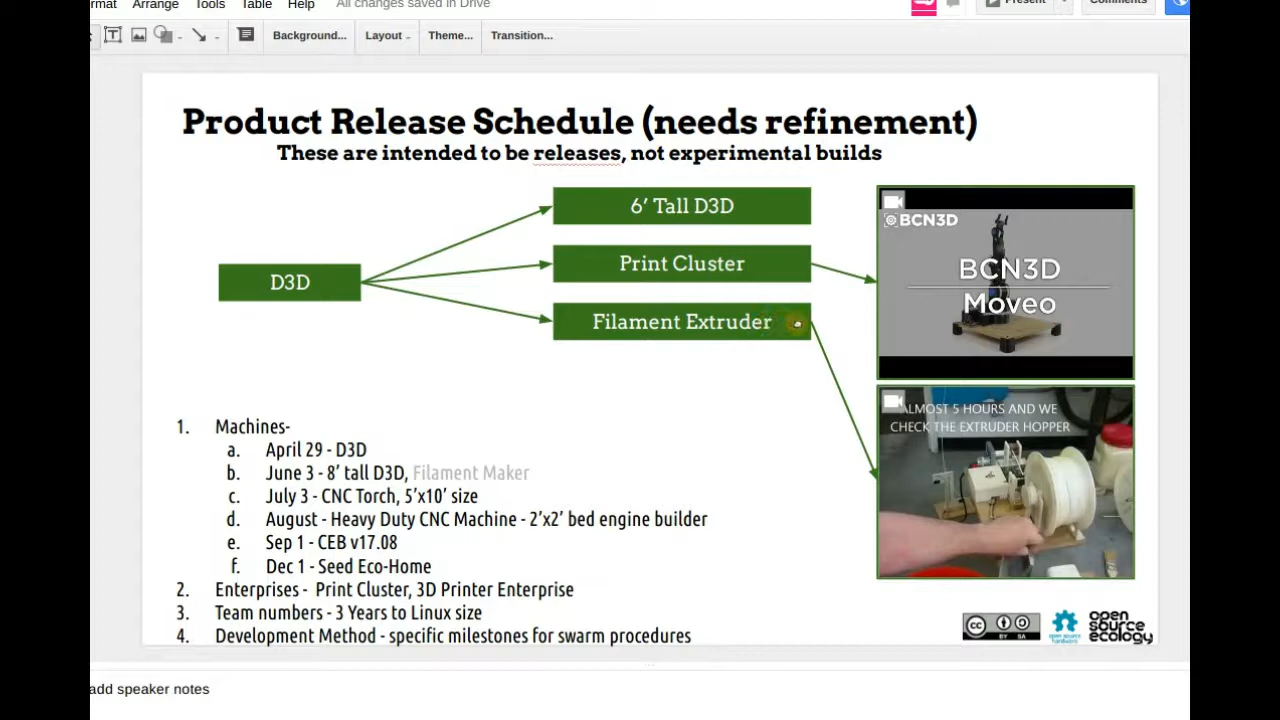 Arrange Tools Table Help All changes saved in Drive Present Comments
Background... Layout Theme... Transition...
Product Release Schedule (needs refinement)
These are intended to be releases, not experimental builds
6' Tall D3D
Print Cluster
D3D
Filament Extruder
BCN3D
BCN3D
Moveo
ALMOST 5 HOURS AND WE
CHECK THE EXTRUDER HOPPER
1. Machines-
a. April 29 - D3D
b. June 3 - 8' tall D3D, Filament Maker
c. July 3 - CNC Torch, 5'x10' size
d. August - Heavy Duty CNC Machine - 2'x2' bed engine builder
e. Sep 1 - CEB v17.08
f. Dec 1 - Seed Eco-Home
2. Enterprises - Print Cluster, 3D Printer Enterprise
3. Team numbers - 3 Years to Linux size
4. Development Method - specific milestones for swarm procedures
cc BY SA
open source hardware
open source ecology
add speaker notes